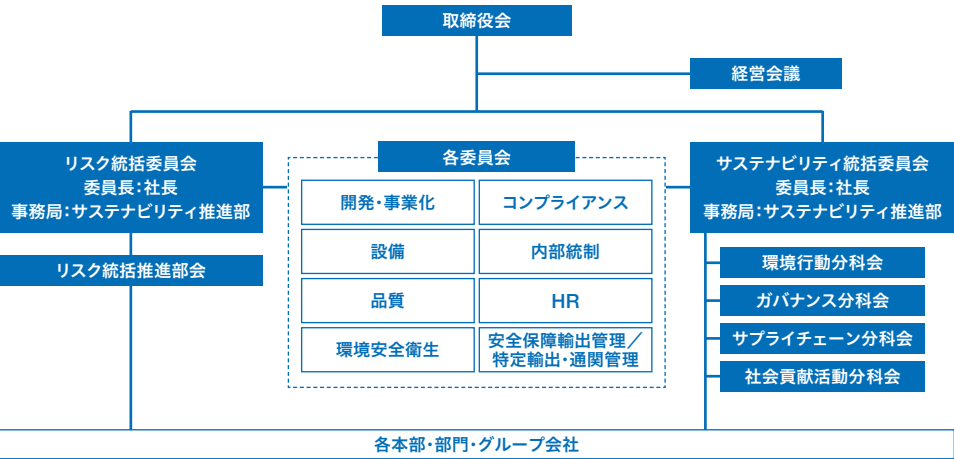 取締役会
経営会議
リスク統括委員会
委員長：社長
事務局：サステナビリティ推進部
リスク統括推進部会
各委員会
開発・事業化
コンプライアンス
設備
内部統制
品質
HR
環境安全衛生
安全保障輸出管理／
特定輸出・通関管理
サステナビリティ統括委員会
委員長：社長
事務局：サステナビリティ推進部
環境行動分科会
ガバナンス分科会
サプライチェーン分科会
社会貢献活動分科会
各本部・部門・グループ会社